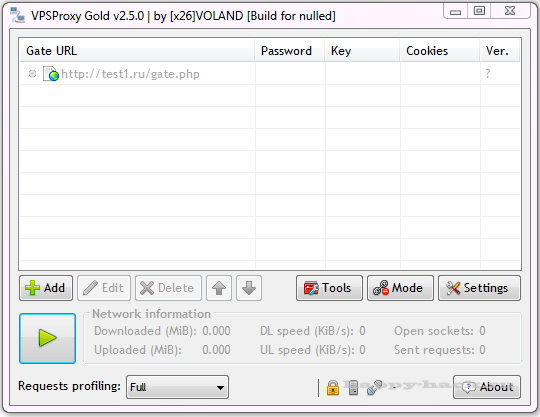 VPSProxy Gold v2.5.0 | by [x26]VOLAND [Build for nulled]
Gate URL Password Key Cookies Ver.
http://test1.ru/gate.php ?
Add Edit Delete Tools Mode Settings
Network information
Downloaded (MiB): 0.000 DL speed (KiB/s): 0 Open sockets: 0
Uploaded (MiB): 0.000 UL speed (KiB/s): 0 Sent requests: 0
Requests profiling: Full - About